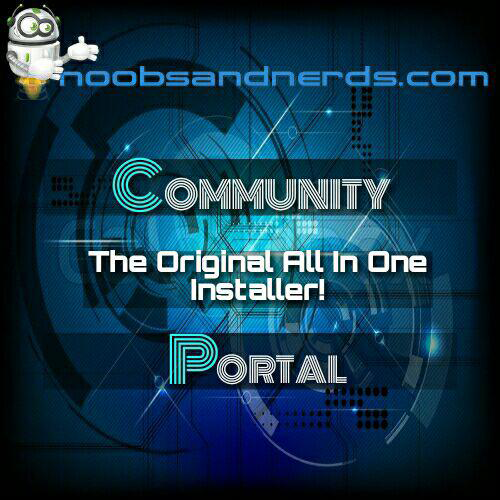 noobsandnerds.com
Community
The Original All In One
Installer!
Portal